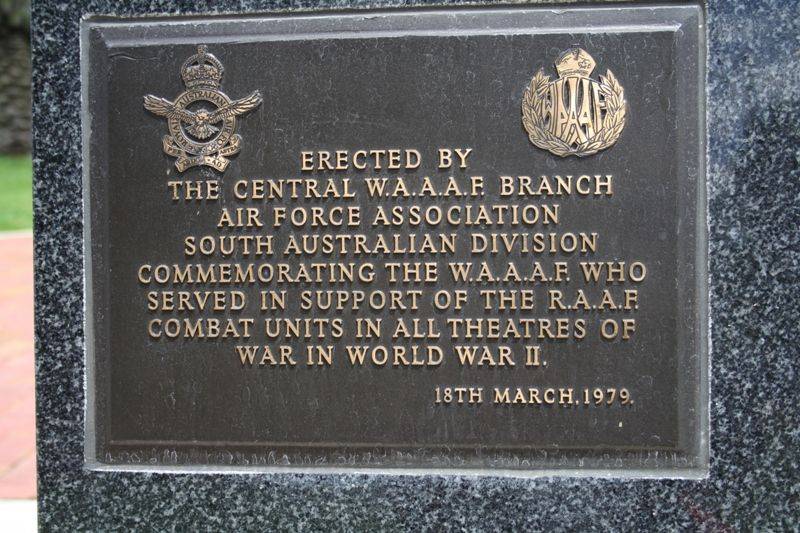 ERECTED BY
THE CENTRAL W.A.A.A.F. BRANCH
AIR FORCE ASSOCIATION
SOUTH AUSTRALIAN DIVISION
COMMEMORATING THE W.A.A.A.F. WHO
SERVED IN SUPPORT OF THE R.A.A.F.
COMBAT UNITS IN ALL THEATRES OF
WAR IN WORLD WAR II.
18TH MARCH, 1979.
WAAAF